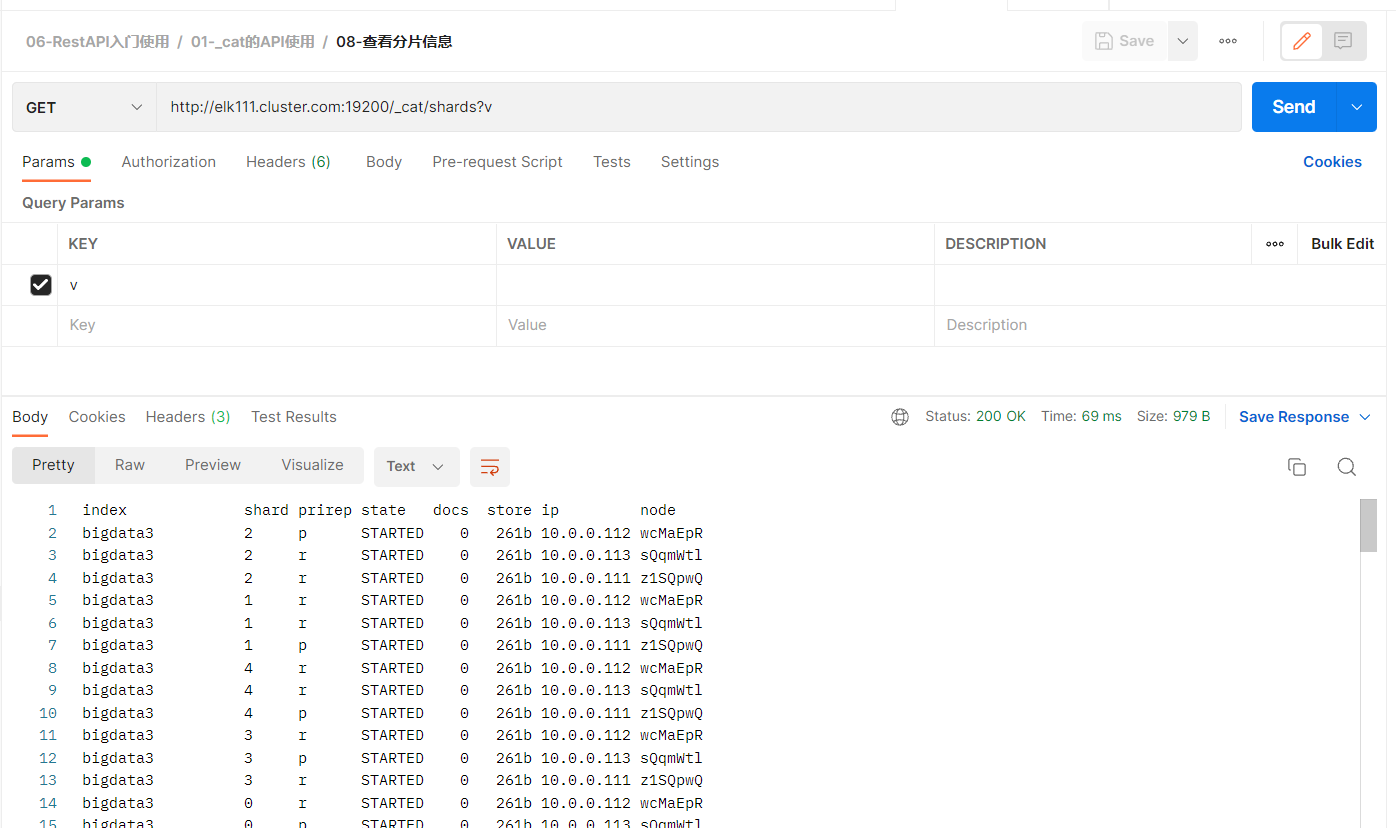 06-RestAPI入门使用 / 01-_cat的API使用 / 08-查看分片信息
Save
GET http://elk111.cluster.com:19200/_cat/shards?v Send
Params Authorization Headers (6) Body Pre-request Script Tests Settings Cookies
Query Params
KEY VALUE DESCRIPTION Bulk Edit
v
Key Value Description
Body Cookies Headers (3) Test Results Status: 200 OK Time: 69 ms Size: 979 B Save Response
Pretty Raw Preview Visualize Text
1 index shard prirep state docs store ip node
2 bigdata3 2 p STARTED 0 261b 10.0.0.112 wcMaEpR
3 bigdata3 2 r STARTED 0 261b 10.0.0.113 sQqmWtl
4 bigdata3 2 r STARTED 0 261b 10.0.0.111 z1SQpwQ
5 bigdata3 1 r STARTED 0 261b 10.0.0.112 wcMaEpR
6 bigdata3 1 r STARTED 0 261b 10.0.0.113 sQqmWtl
7 bigdata3 1 p STARTED 0 261b 10.0.0.111 z1SQpwQ
8 bigdata3 4 r STARTED 0 261b 10.0.0.112 wcMaEpR
9 bigdata3 4 r STARTED 0 261b 10.0.0.113 sQqmWtl
10 bigdata3 4 p STARTED 0 261b 10.0.0.111 z1SQpwQ
11 bigdata3 3 r STARTED 0 261b 10.0.0.112 wcMaEpR
12 bigdata3 3 p STARTED 0 261b 10.0.0.113 sQqmWtl
13 bigdata3 3 r STARTED 0 261b 10.0.0.111 z1SQpwQ
14 bigdata3 0 r STARTED 0 261b 10.0.0.112 wcMaEpR
15 bigdata3 0 p STARTED 0 261b 10.0.0.113 sQqmWtl